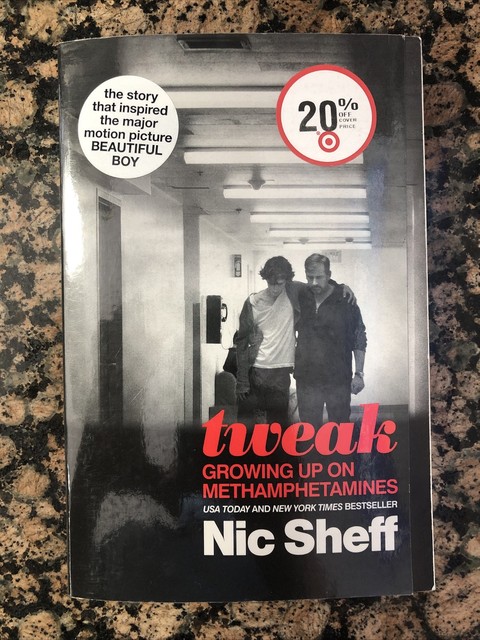 the story
that inspired
the major
motion picture
BEAUTIFUL
BOY
20%
OFF
COVER
PRICE
tweak
GROWING UP ON
METHAMPHETAMINES
USA TODAY AND NEW YORK TIMES BESTSELLER
Nic Sheff